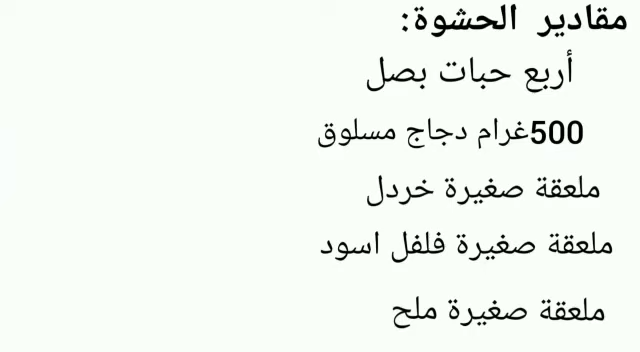 مقادير الحشوة:
أربع حبات بصل
500غرام دجاج مسلوق
ملعقة صغيرة خردل
ملعقة صغيرة فلفل اسود
ملعقة صغيرة ملح